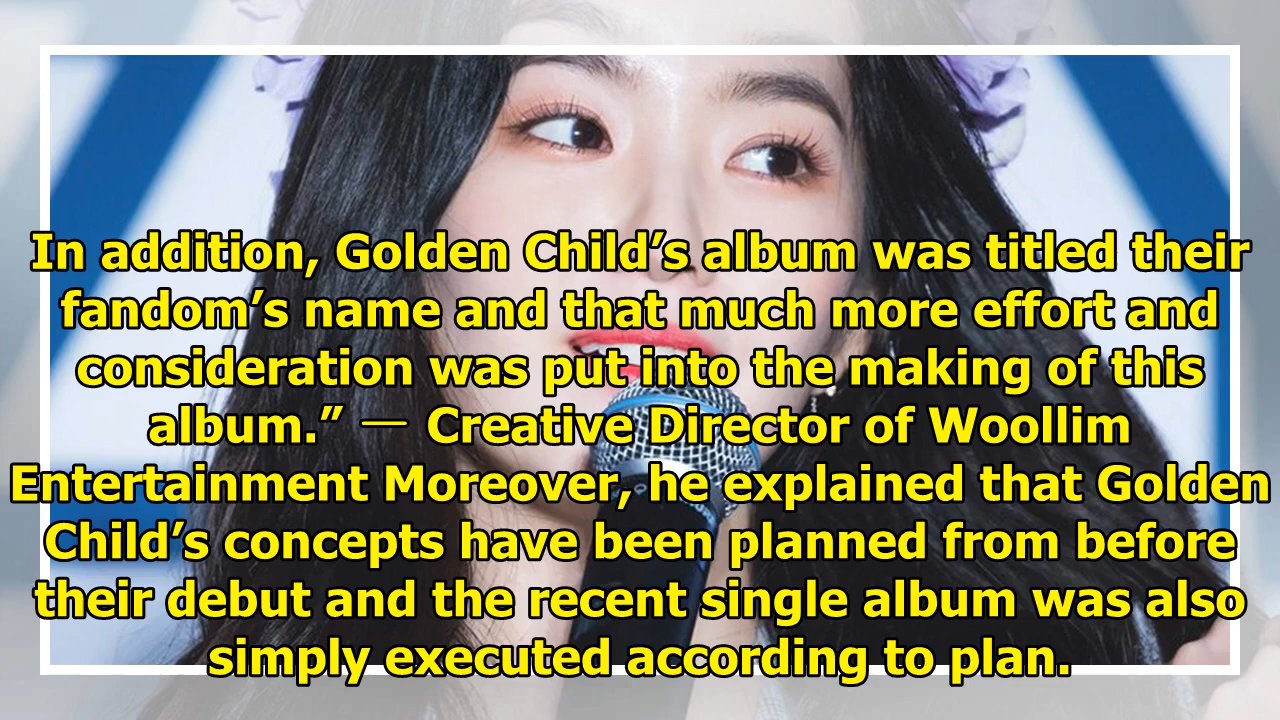 In addition, Golden Child’s album was titled their
fandom’s name and that much more effort and
consideration was put into the making of this
album.” — Creative Director of Woollim
Entertainment Moreover, he explained that Golden
Child’s concepts have been planned from before
their debut and the recent single album was also
simply executed according to plan.